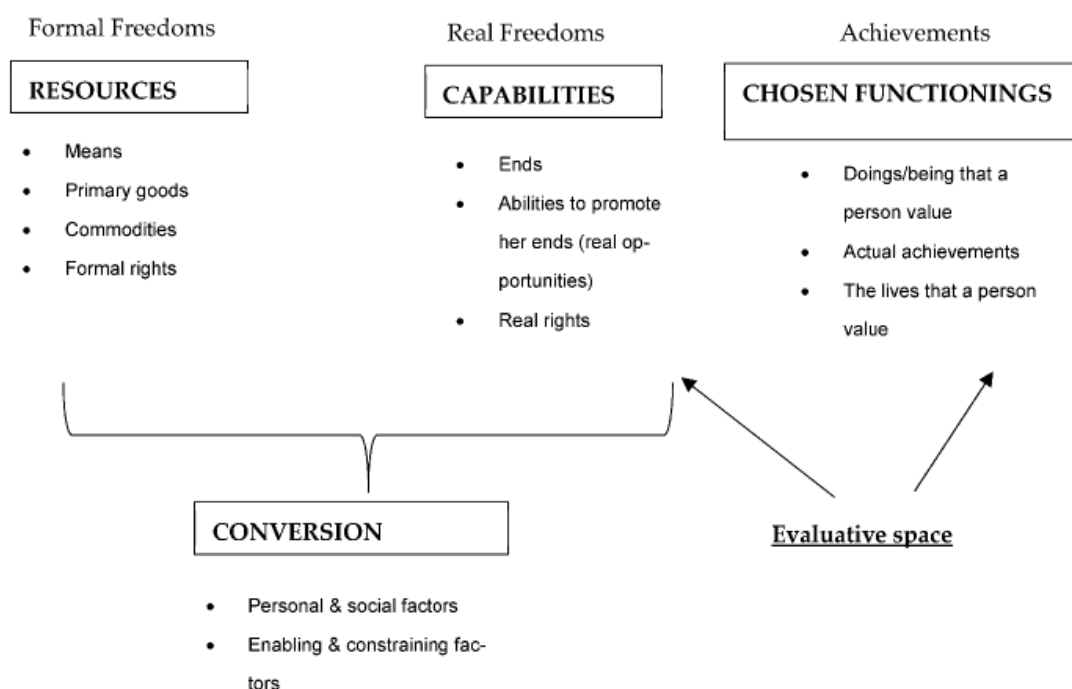 Formal Freedoms
RESOURCES
• Means
• Primary goods
• Commodities
• Formal rights
Real Freedoms
CAPABILITIES
• Ends
• Abilities to promote
her ends (real op-
portunities)
• Real rights
Achievements
CHOSEN FUNCTIONINGS
• Doings/being that a
person value
• Actual achievements
• The lives that a person
value
CONVERSION
• Personal & social factors
• Enabling & constraining fac-
tors
Evaluative space